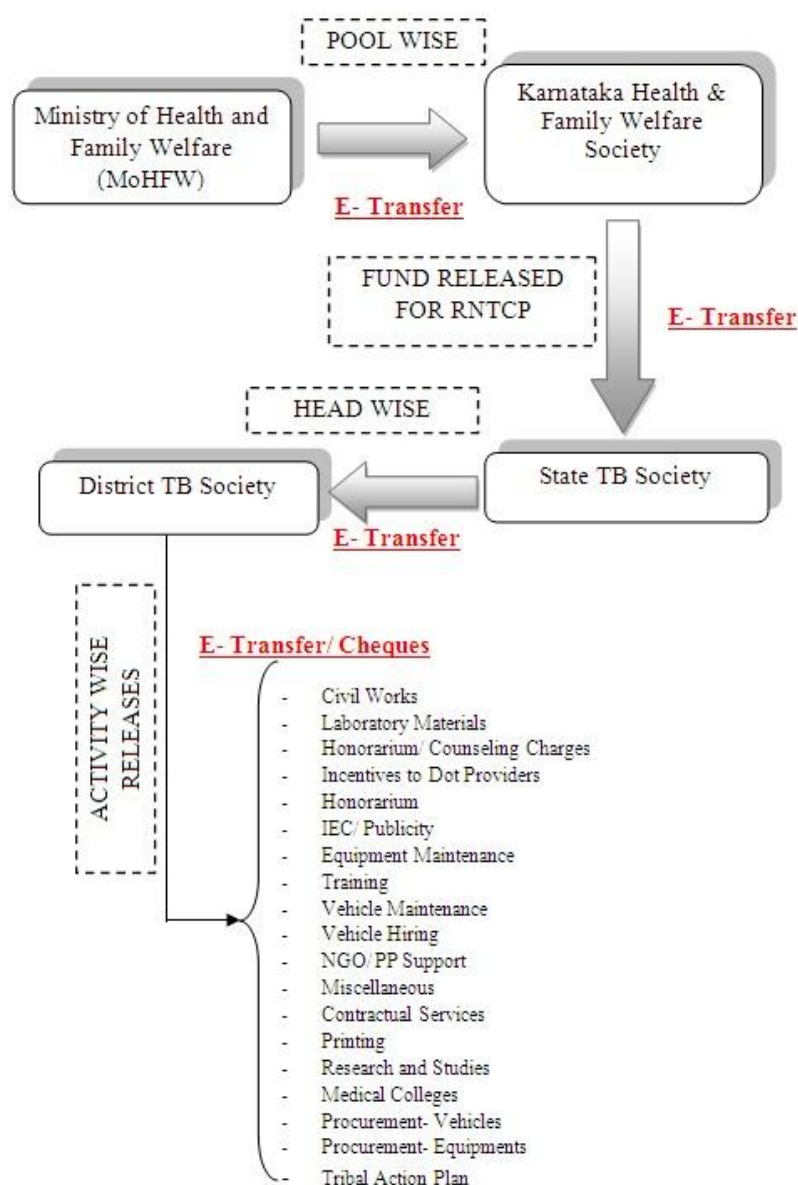 POOL WISE
Ministry of Health and
Family Welfare
(MoHFW)
Karnataka Health &
Family Welfare
Society
E- Transfer
FUND RELEASED
FOR RNTCP
E- Transfer
HEAD WISE
District TB Society
State TB Society
E- Transfer
ACTIVITY WISE
RELEASES
E- Transfer/ Cheques
- Civil Works
- Laboratory Materials
- Honorarium/ Counseling Charges
- Incentives to Dot Providers
- Honorarium
- IEC/ Publicity
- Equipment Maintenance
- Training
- Vehicle Maintenance
- Vehicle Hiring
- NGO/ PP Support
- Miscellaneous
- Contractual Services
- Printing
- Research and Studies
- Medical Colleges
- Procurement- Vehicles
- Procurement- Equipments
- Tribal Action Plan